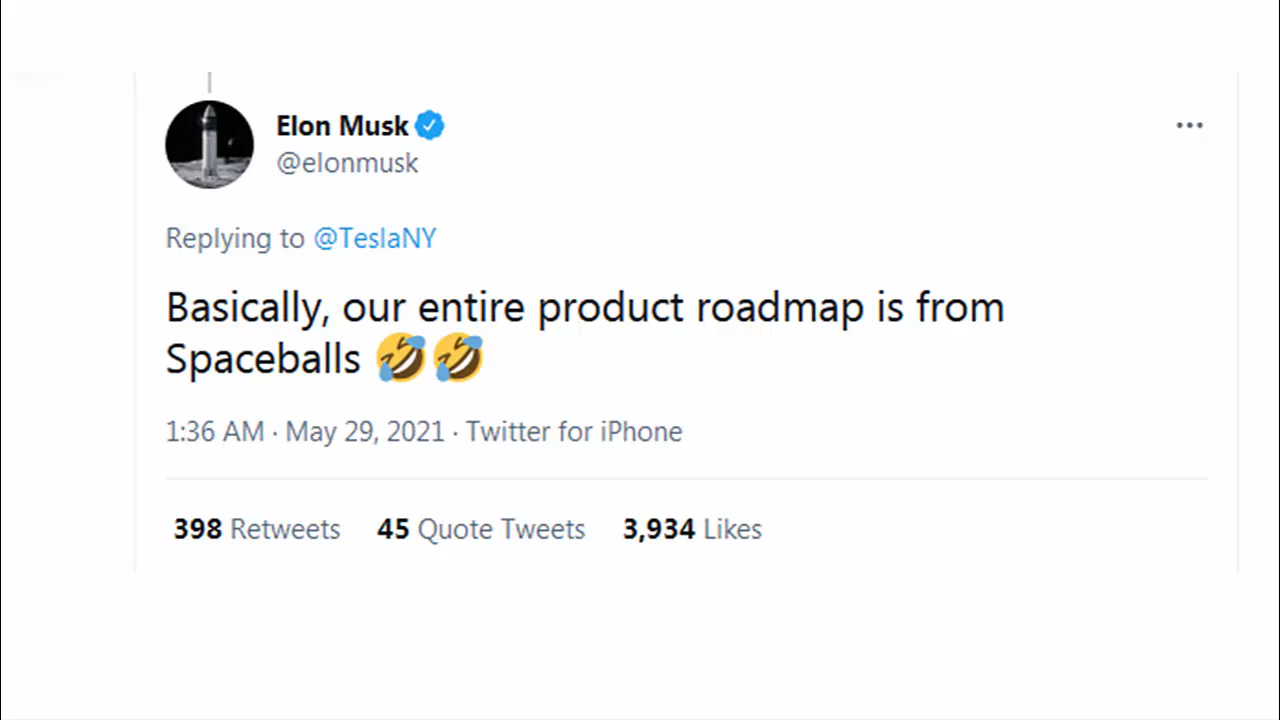 Elon Musk
@elonmusk
Replying to @TeslaNY
Basically, our entire product roadmap is from
Spaceballs 🤣🤣
1:36 AM · May 29, 2021 · Twitter for iPhone
398 Retweets 45 Quote Tweets 3,934 Likes